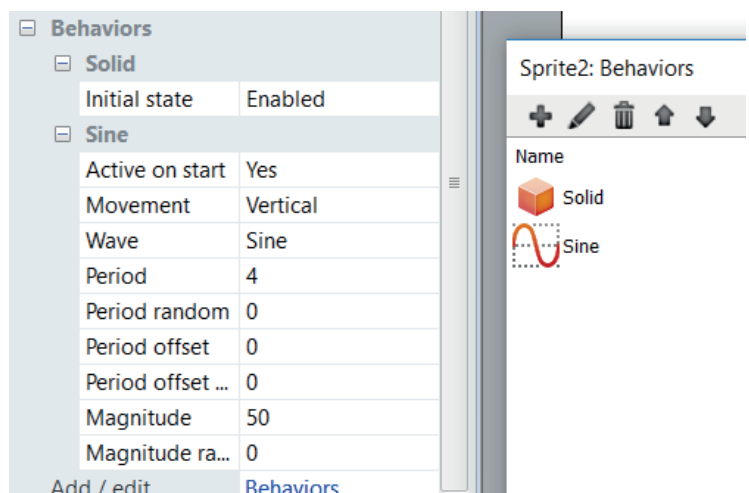 Behaviors
Solid
Initial state Enabled
Sine
Active on start Yes
Movement Vertical
Wave Sine
Period 4
Period random 0
Period offset 0
Period offset ... 0
Magnitude 50
Magnitude ra... 0
Add / edit Behaviors
Sprite2: Behaviors
Name
Solid
Sine